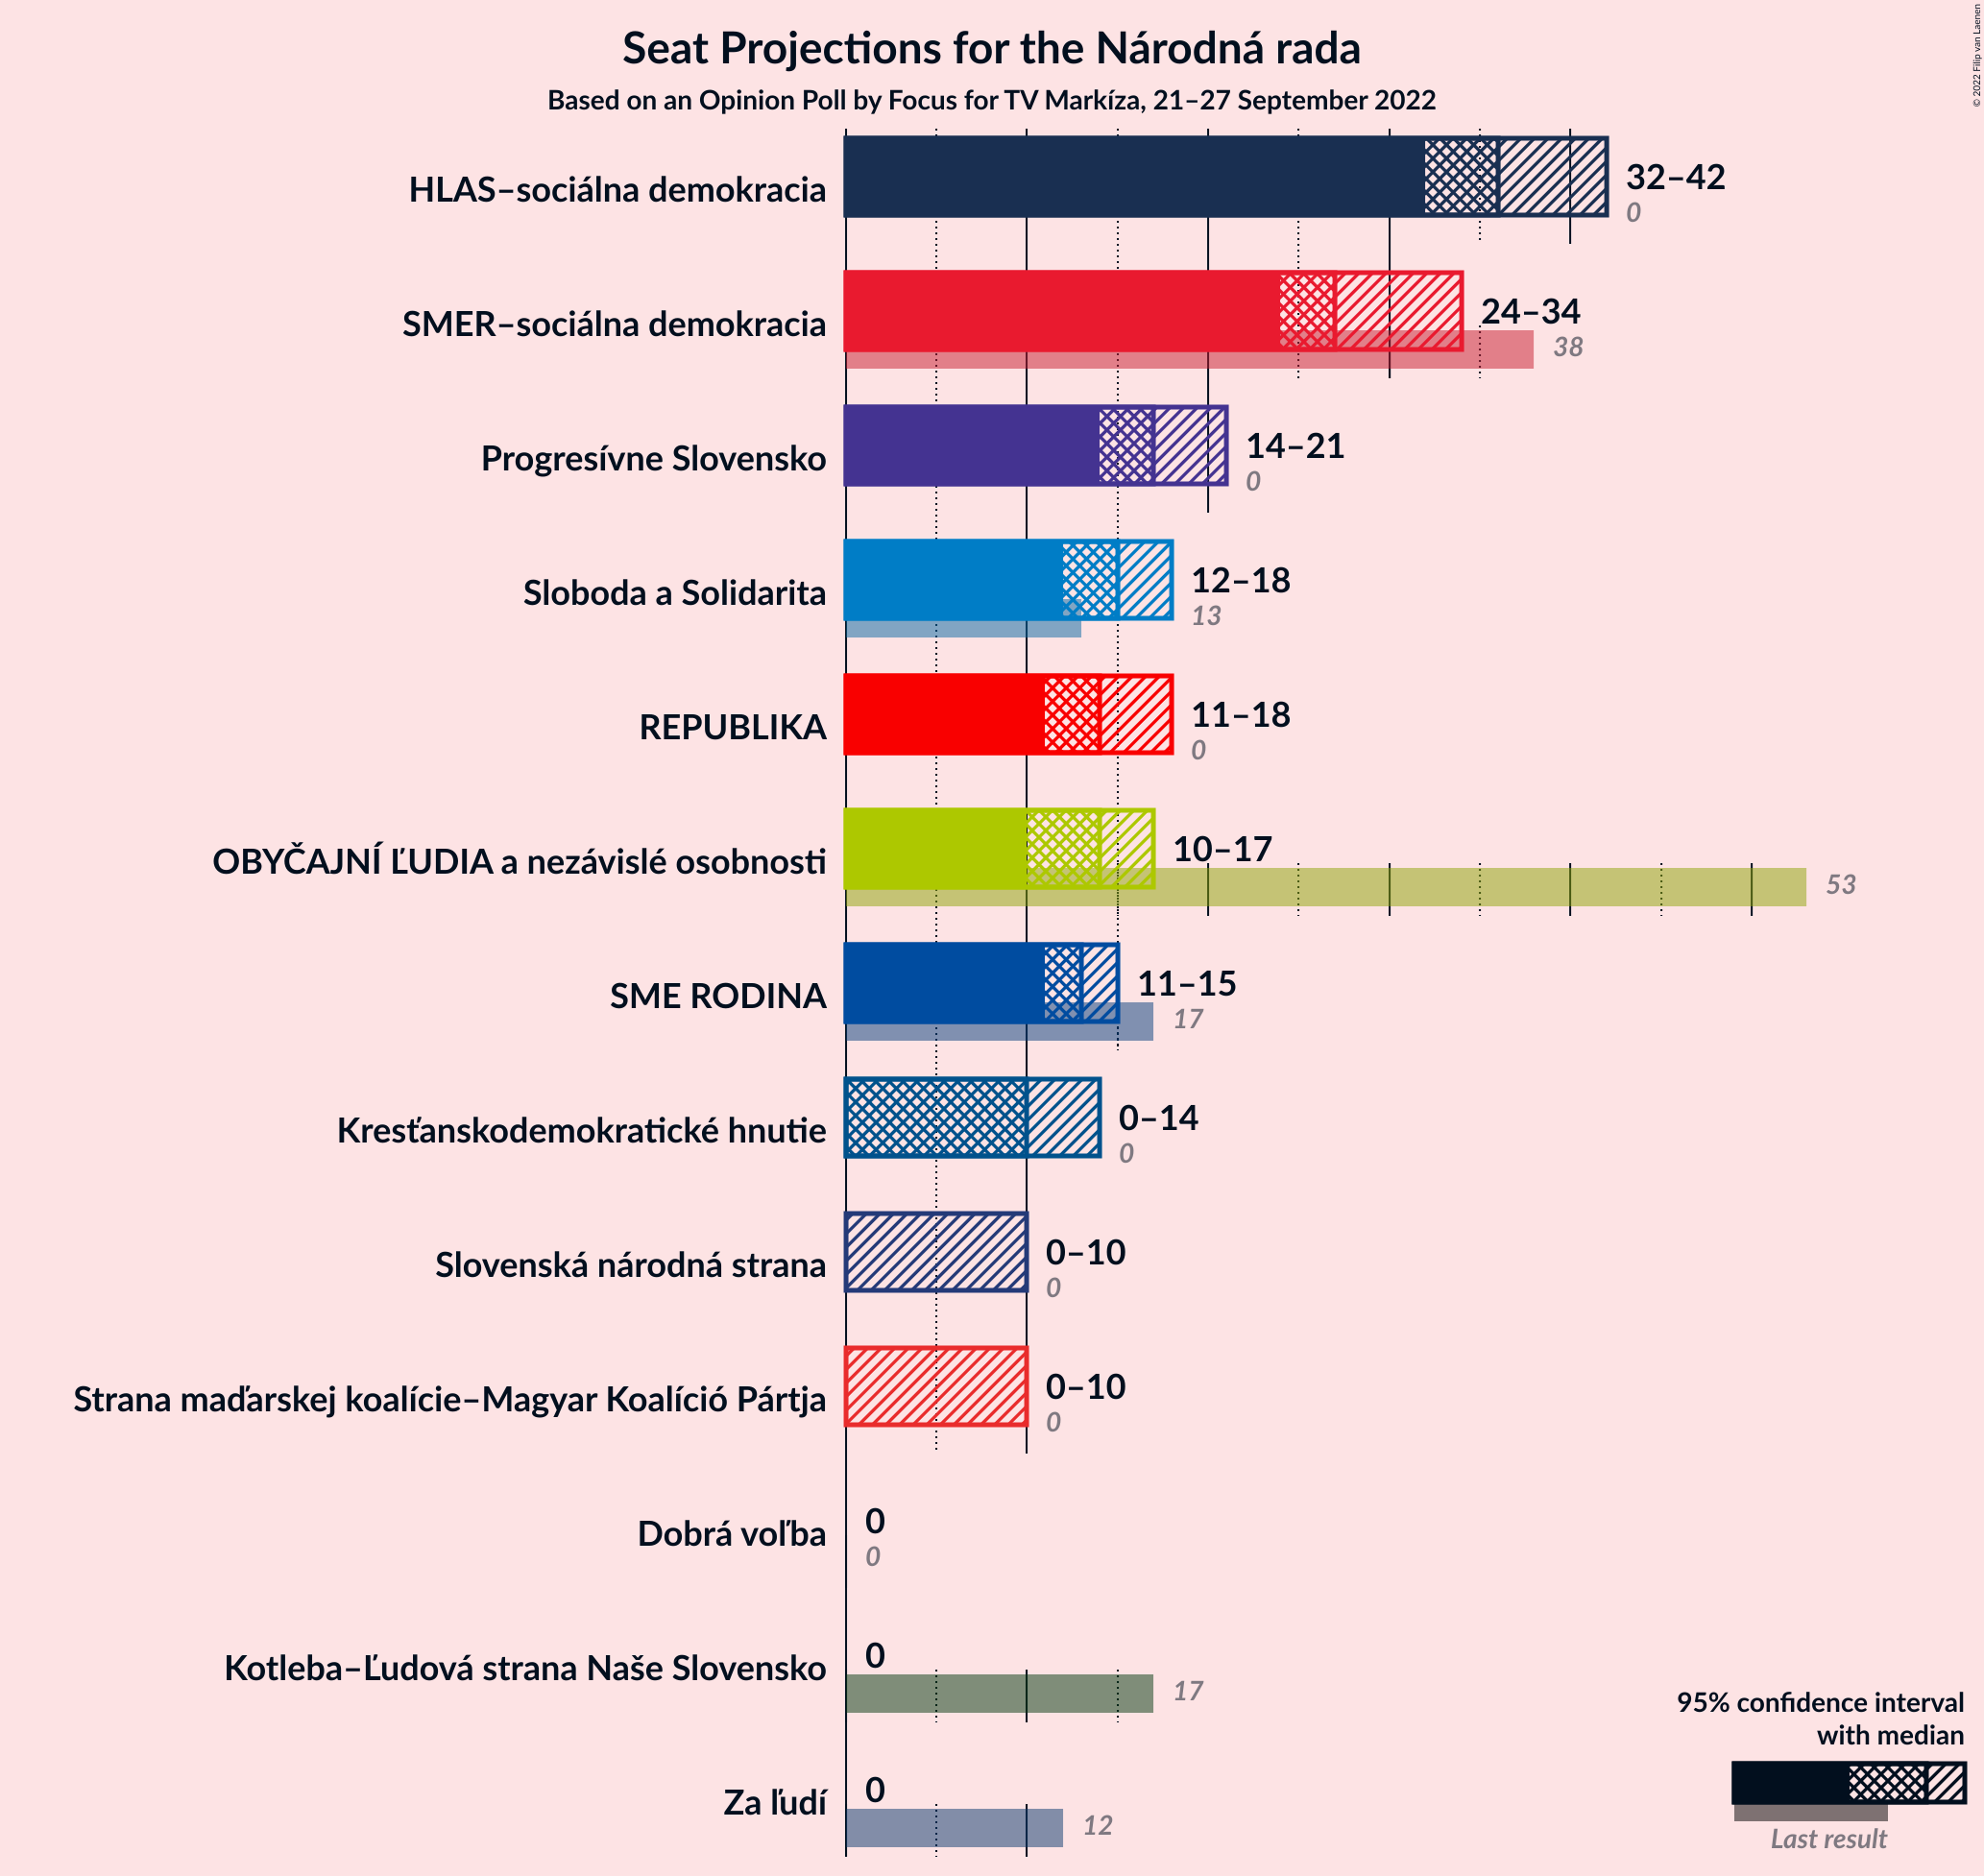 Seat Projections for the Národná rada
Based on an Opinion Poll by Focus for TV Markíza, 21–27 September 2022
© 2022 Filip van Laenen
HLAS–sociálna demokracia
32–42
0
SMER–sociálna demokracia
24–34
38
Progresívne Slovensko
14–21
0
Sloboda a Solidarita
12–18
13
REPUBLIKA
11–18
0
OBYČAJNÍ ĽUDIA a nezávislé osobnosti
10–17
53
SME RODINA
11–15
17
Kresťanskodemokratické hnutie
0–14
0
Slovenská národná strana
0–10
0
Strana maďarskej koalície–Magyar Koalíció Pártja
0–10
0
Dobrá voľba
0
0
Kotleba–Ľudová strana Naše Slovensko
0
17
Za ľudí
0
12
95% confidence interval
with median
Last result